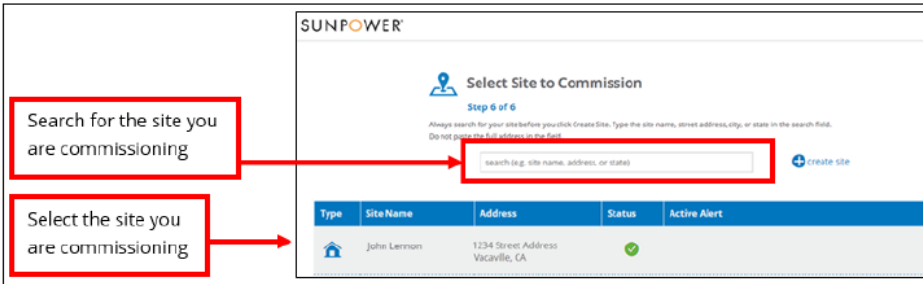 SUNPOWER®
Select Site to Commission
Step 6 of 6
Always search for your site before you click Create Site. Type the site name, street address, city, or state in the search field.
Do not paste the full address in the field.
search (e.g. site name, address, or state)
create site
Search for the site you
are commissioning
Select the site you
are commissioning
Type Site Name Address Status Active Alert
John Lennon 1234 Street Address
Vacaville, CA